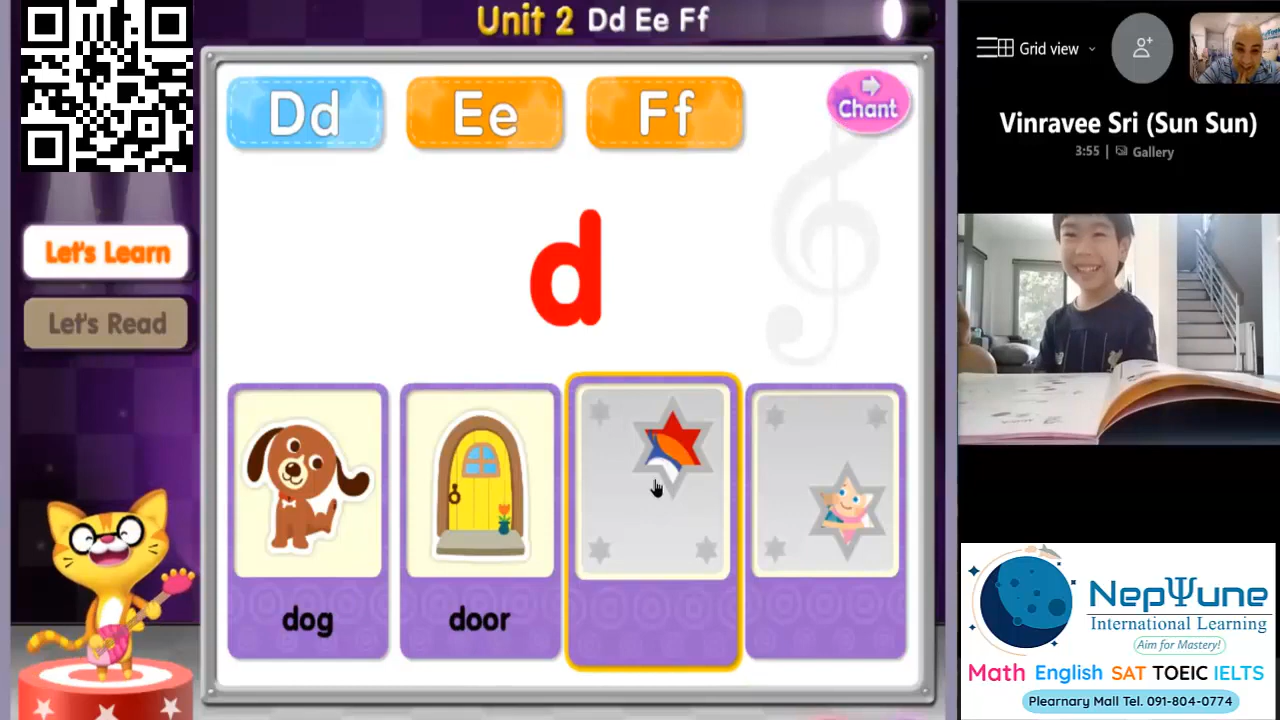 Unit 2 Dd Ee Ff
Dd
Ee
Ff
Chant
d
Let's Learn
Let's Read
dog
door
Grid view
Vinravee Sri (Sun Sun)
3:55 | Gallery
NepΨune
International Learning
Aim for Mastery!
Math English SAT TOEIC IELTS
Plearnary Mall Tel. 091-804-0774